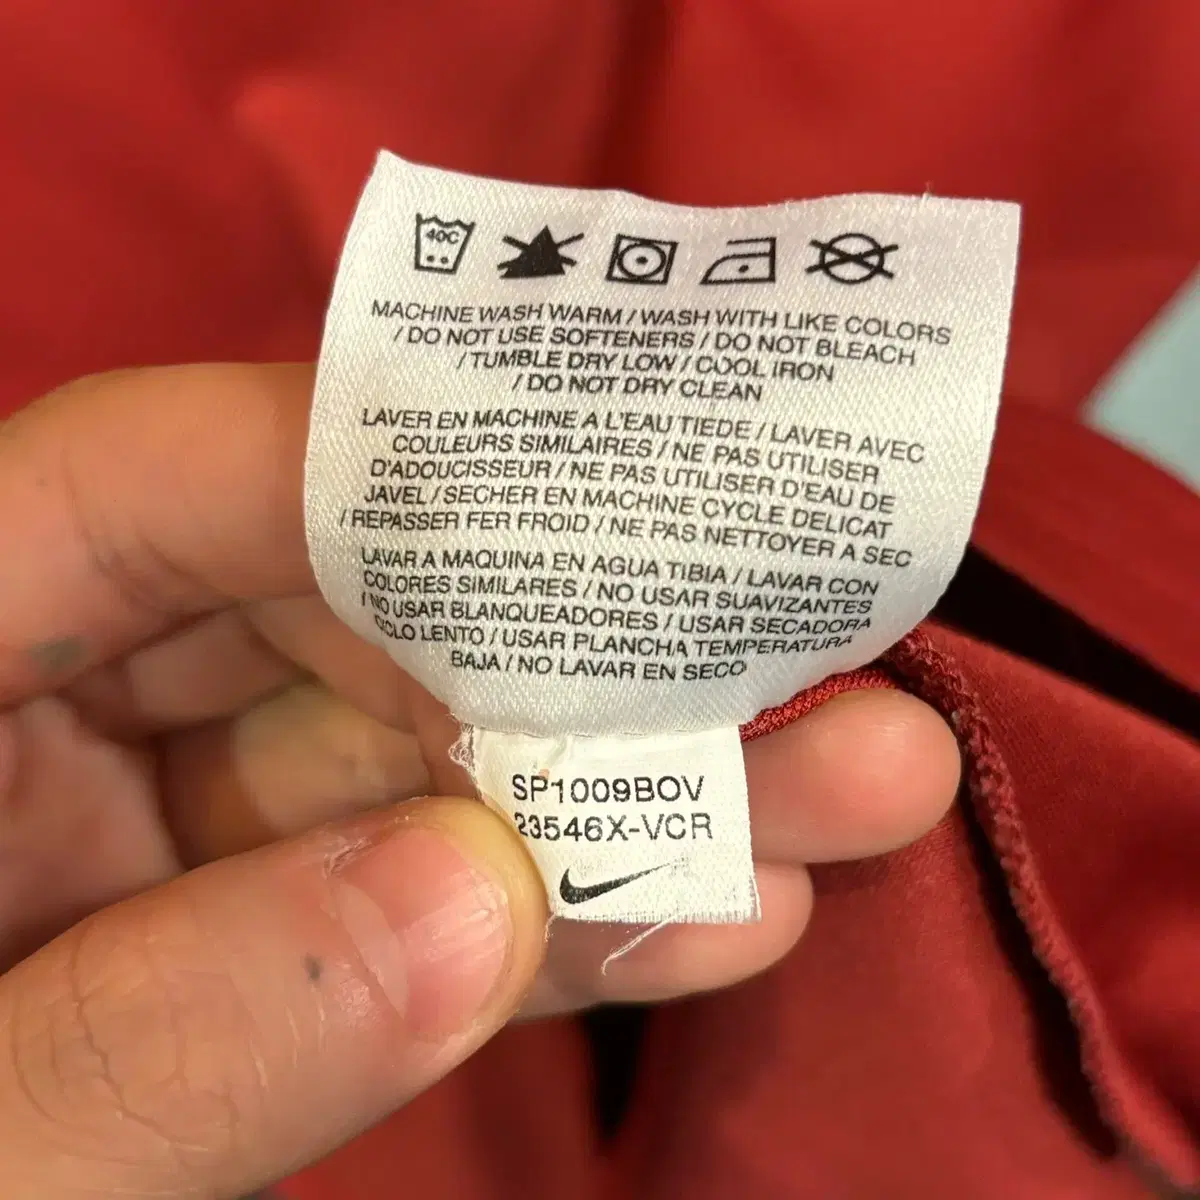 40C
MACHINE WASH WARM / WASH WITH LIKE COLORS
/ DO NOT USE SOFTENERS / DO NOT BLEACH
/ TUMBLE DRY LOW / COOL IRON
/ DO NOT DRY CLEAN
LAVER EN MACHINE A L'EAU TIEDE / LAVER AVEC
COULEURS SIMILAIRES / NE PAS UTILISER
D'ADOUCISSEUR / NE PAS UTILISER D'EAU DE
JAVEL / SECHER EN MACHINE CYCLE DELICAT
/ REPASSER FER FROID / NE PAS NETTOYER A SEC
LAVAR A MAQUINA EN AGUA TIBIA / LAVAR CON
COLORES SIMILARES / NO USAR SUAVIZANTES
/ NO USAR BLANQUEADORES / USAR SECADORA
CICLO LENTO / USAR PLANCHA TEMPERATURA
BAJA / NO LAVAR EN SECO
SP1009BOV
23546X-VCR